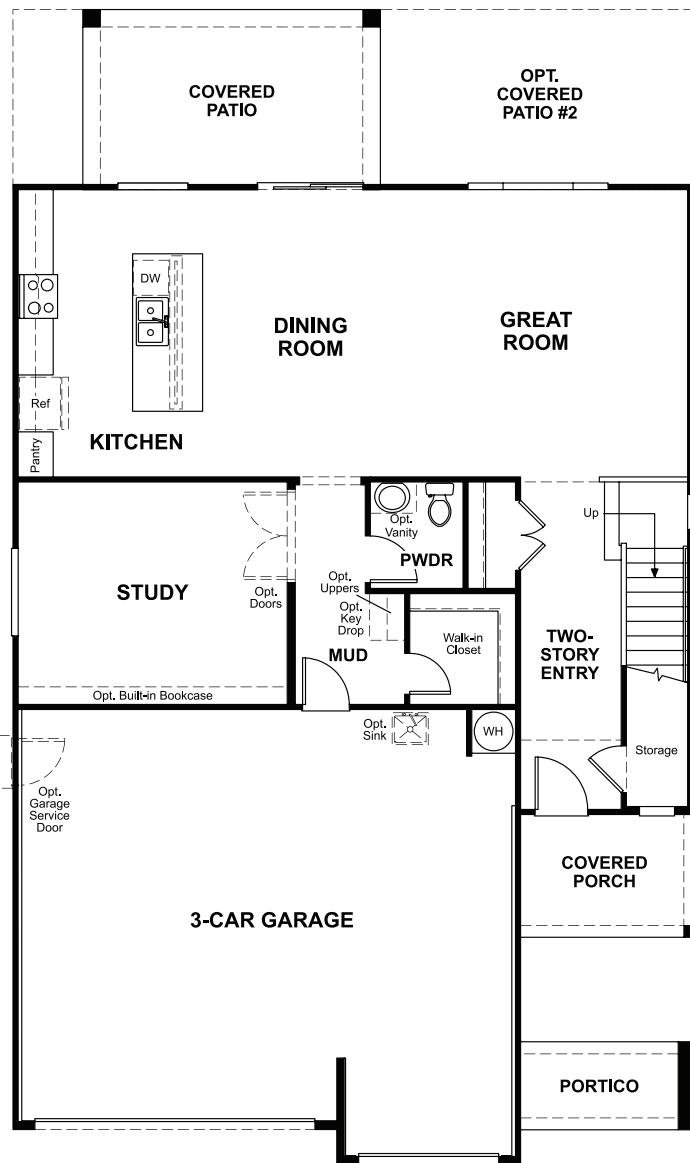 COVERED
PATIO
OPT.
COVERED
PATIO #2
DW
DINING
ROOM
GREAT
ROOM
Ref
KITCHEN
Pantry
Opt.
Vanity
Up
PWDR
STUDY
Opt.
Doors
Opt.
Uppers
Opt.
Key
Drop
MUD
Walk-in
Closet
TWO-
STORY
ENTRY
Opt. Built-in Bookcase
Opt.
Sink
WH
Storage
Opt.
Garage
Service
Door
COVERED
PORCH
3-CAR GARAGE
PORTICO